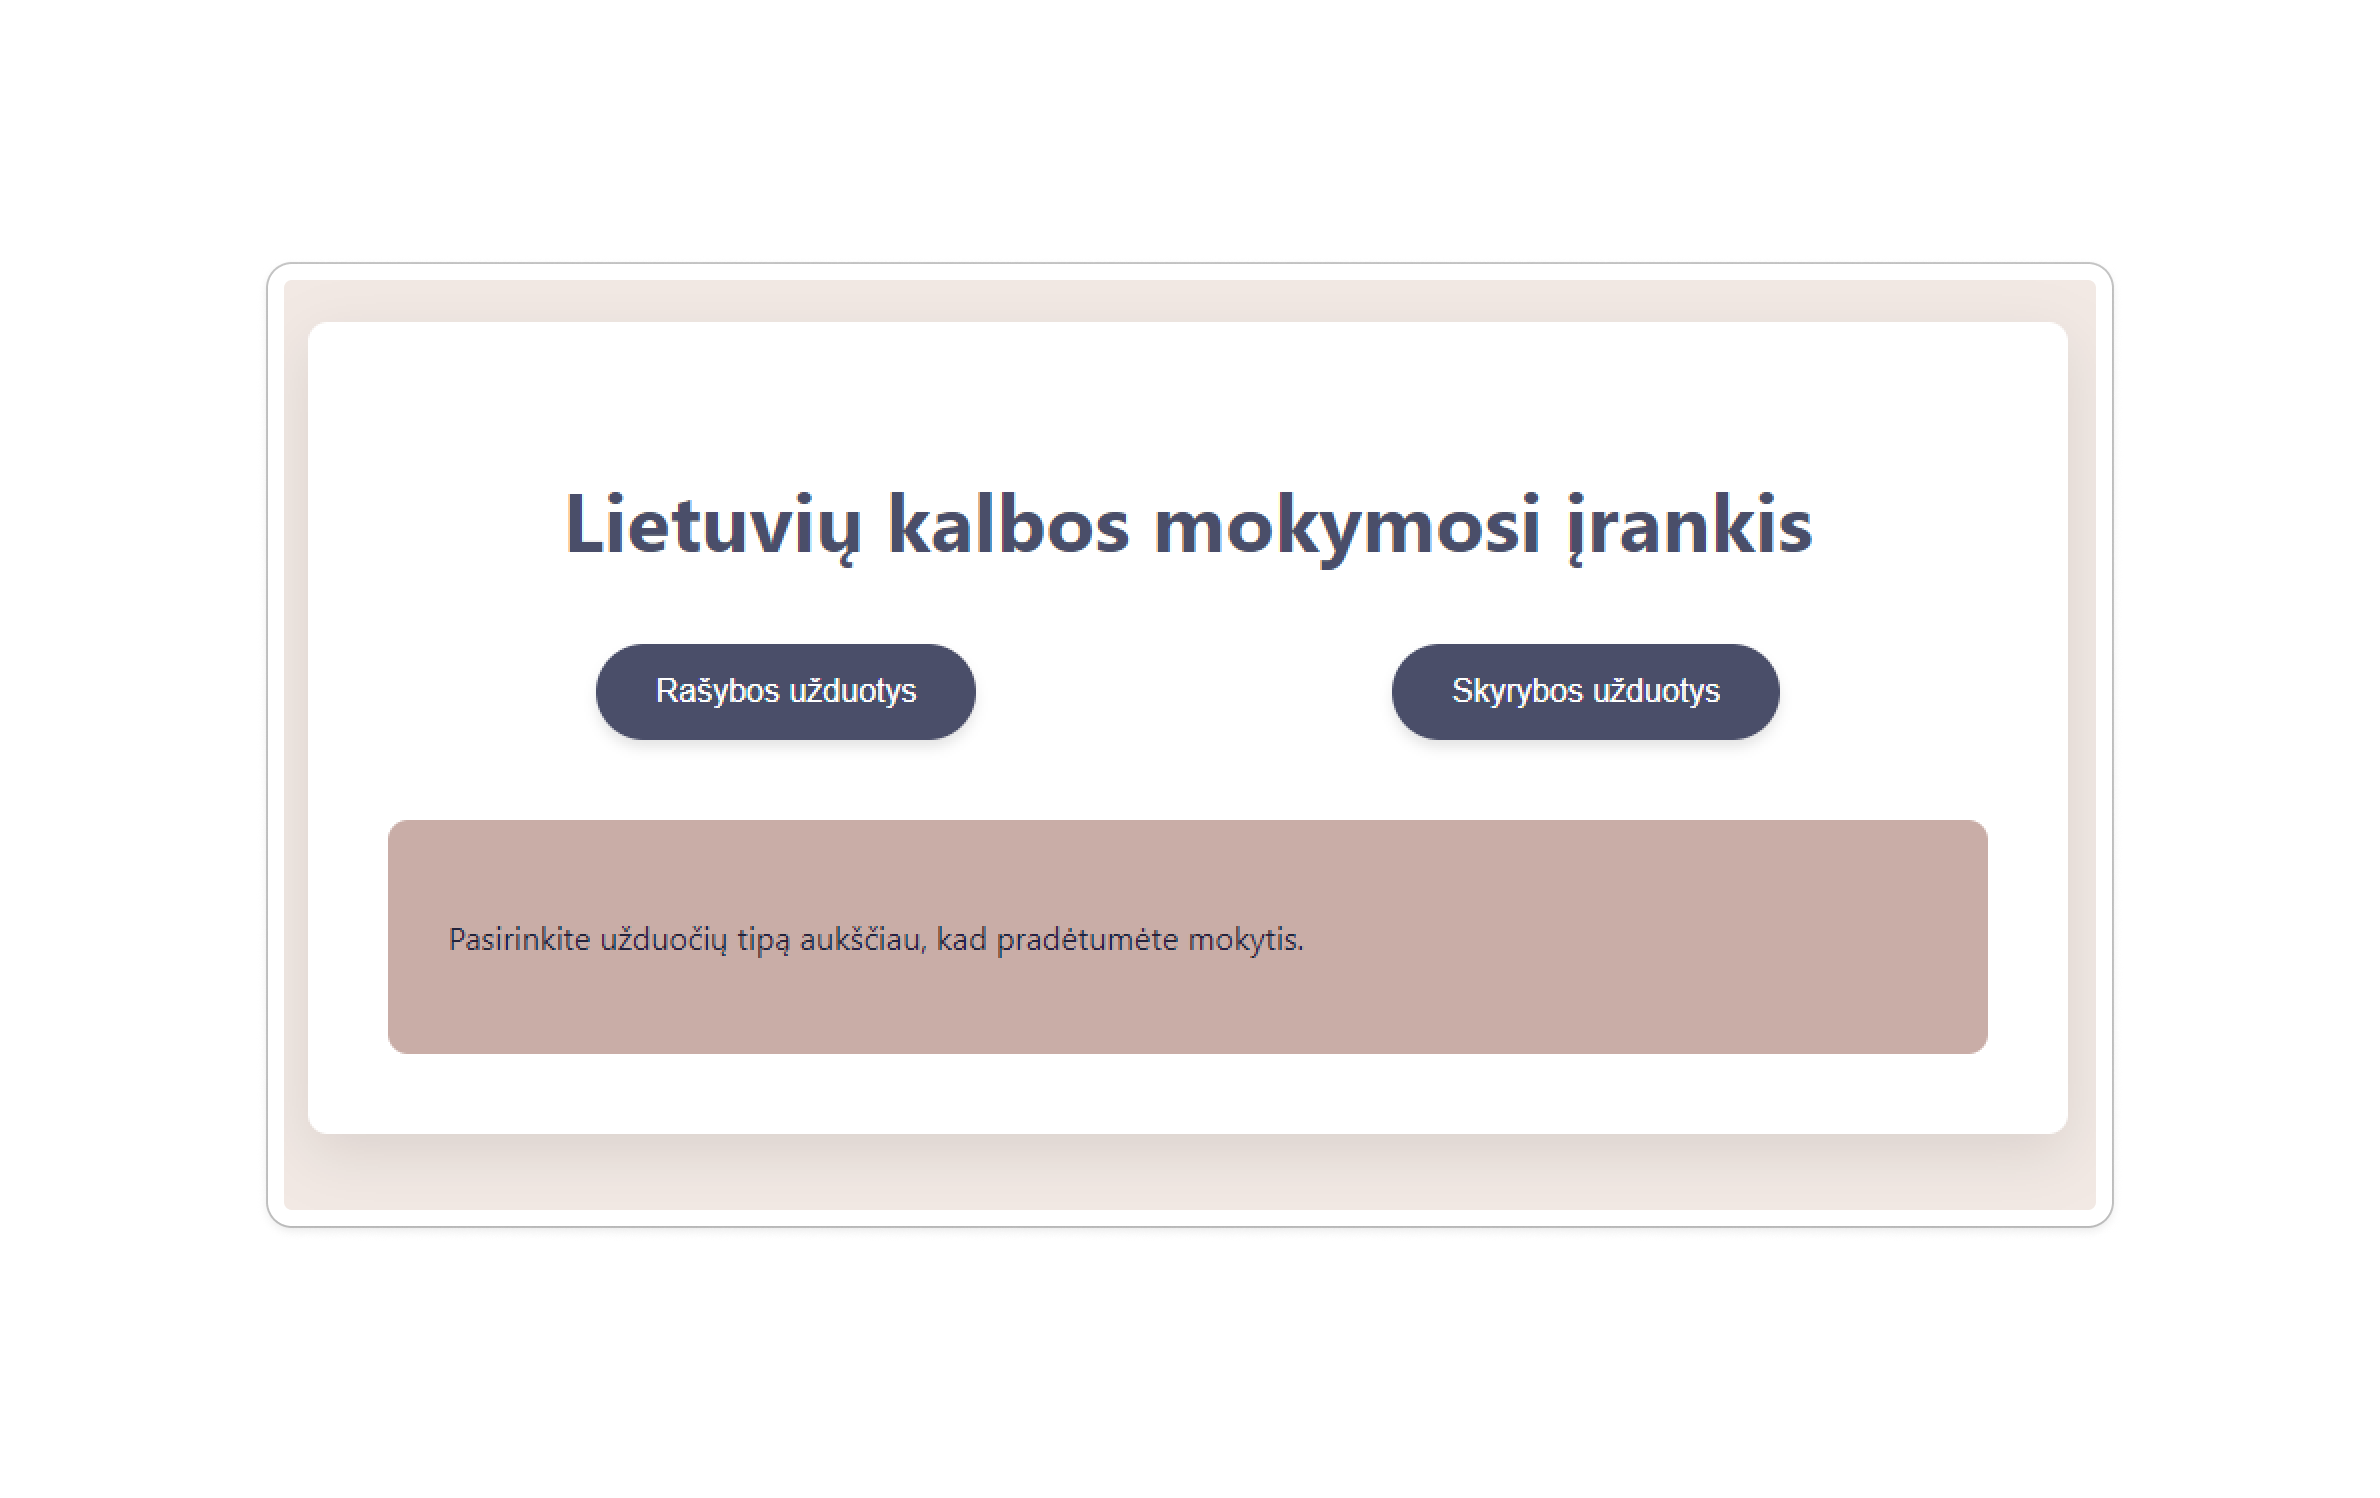 Lietuvių kalbos mokymosi įrankis
Rašybos užduotys
Skyrybos užduotys
Pasirinkite užduočių tipą aukščiau, kad pradėtumėte mokytis.